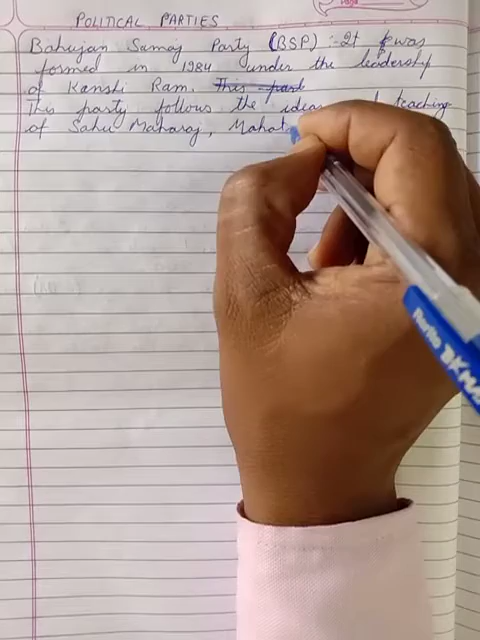 Page
POLITICAL PARTIES
Bahujan Samaj Party (BSP) :- It was
formed in 1984 under the leadership
of Kanshi Ram. This part
This party follows the ideas teaching
of Sahu Maharaj, Mahat